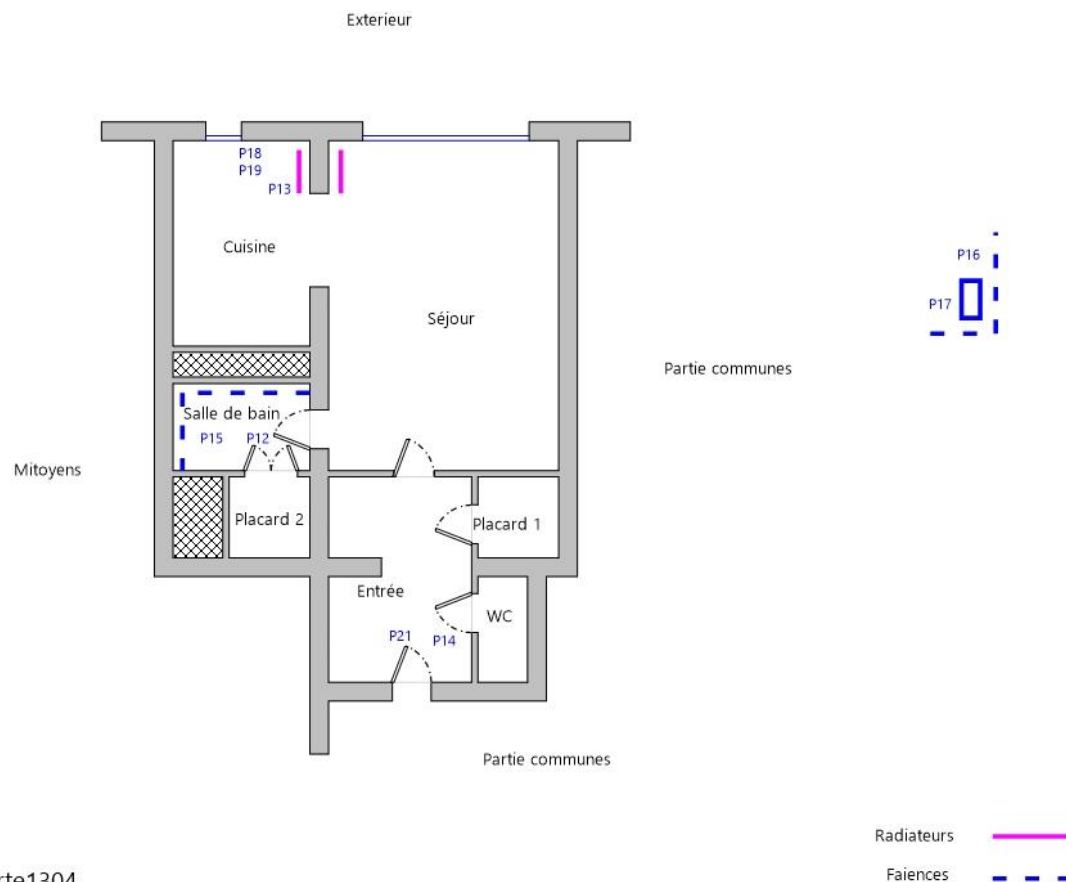 Exterieur
P18
P19
P13
Cuisine
P16
P17
Séjour
Partie communes
Salle de bain
P15 P12
Mitoyens
Placard 2
Placard 1
Entrée
WC
P21 P14
Partie communes
Radiateurs
Faiences